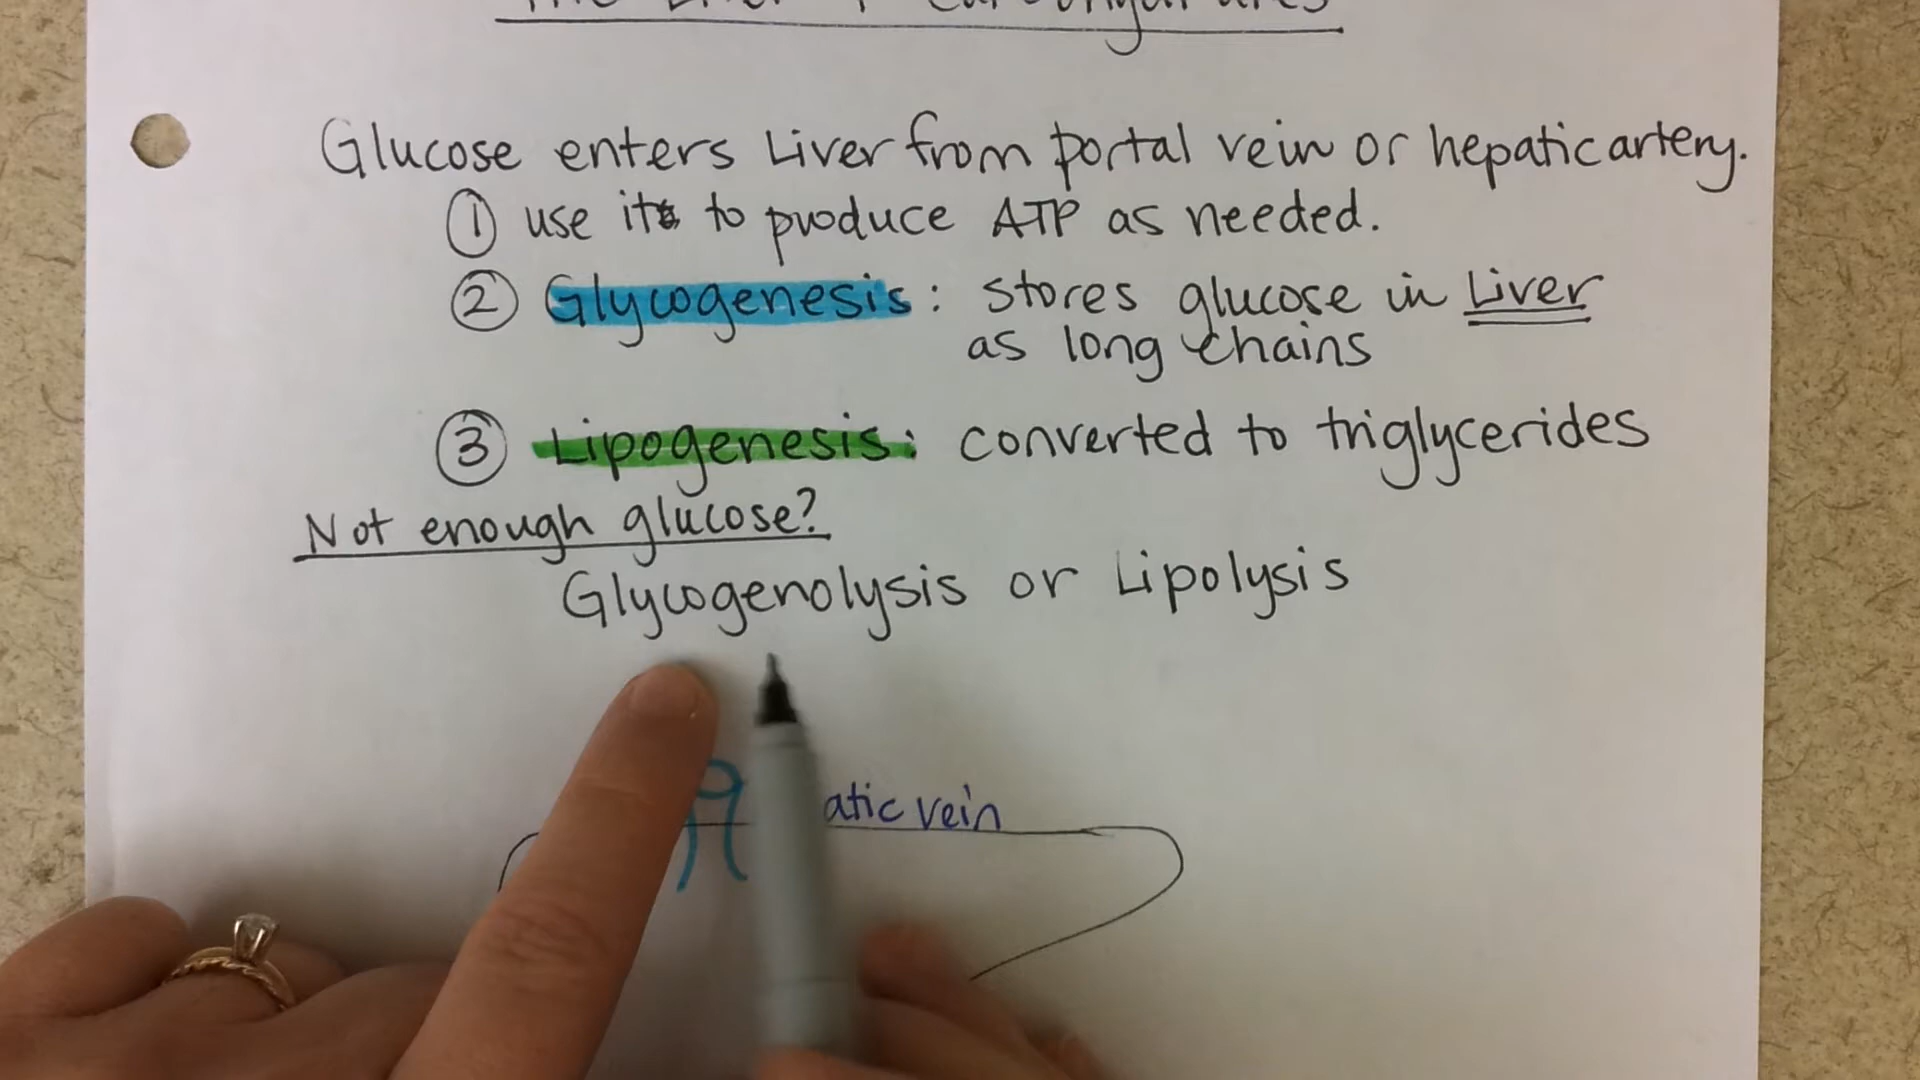 Glucose enters Liver from portal vein or hepatic artery.
① use it to produce ATP as needed.
② Glycogenesis: stores glucose in Liver
as long chains
③ Lipogenesis: converted to triglycerides
Not enough glucose?
Glycogenolysis or Lipolysis
atic vein